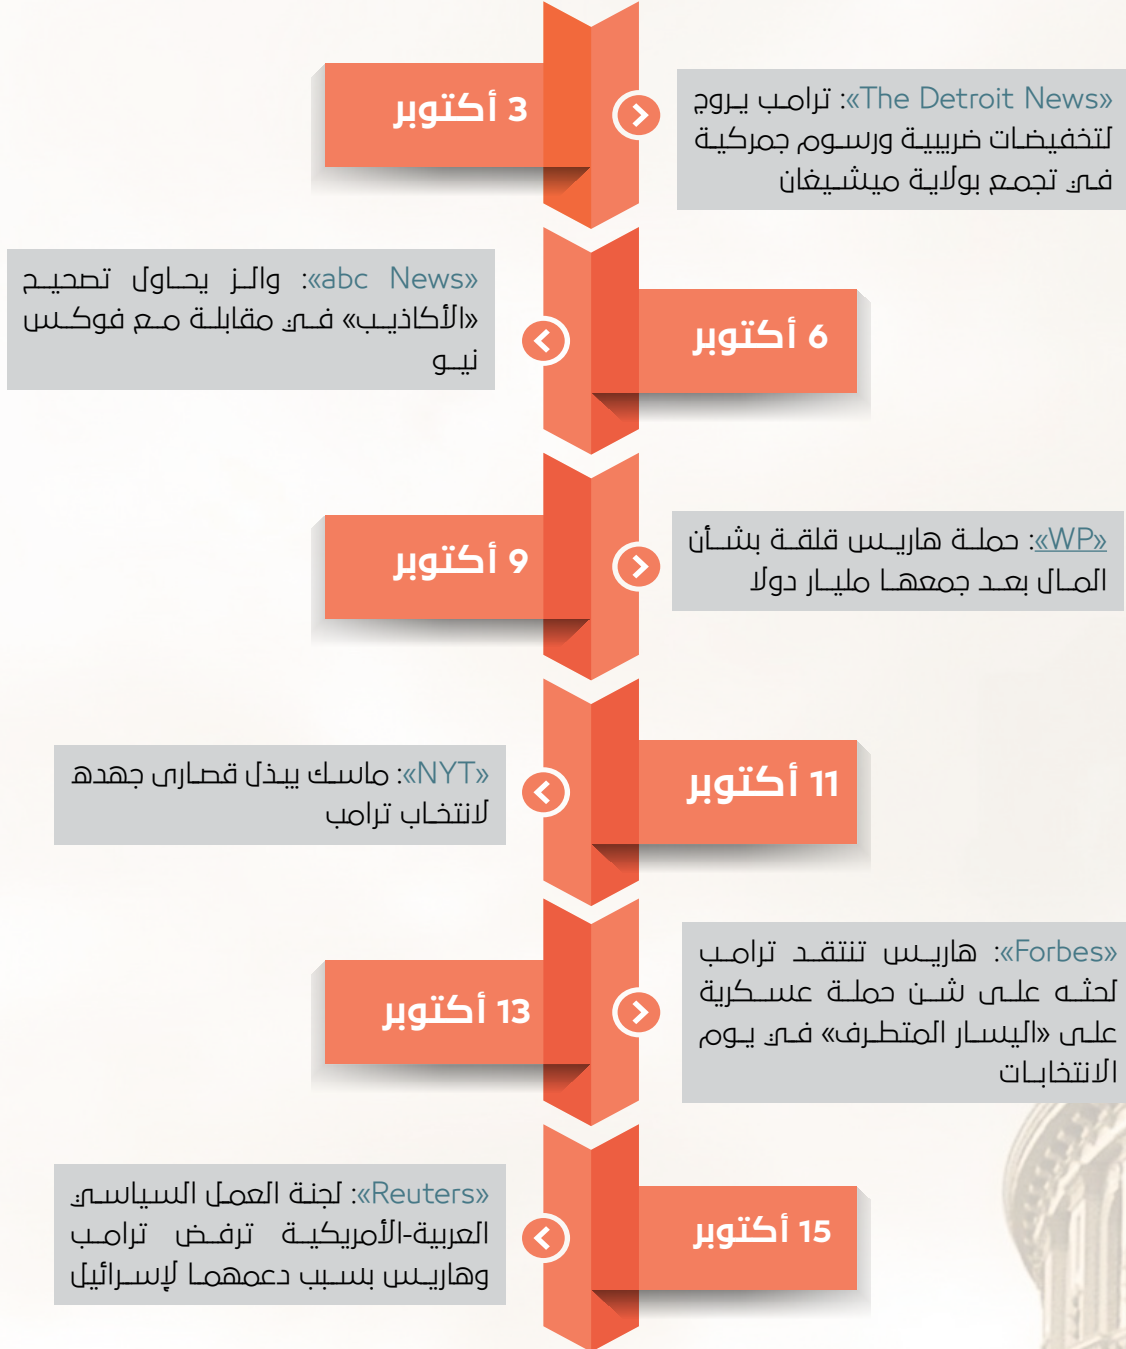 3 أكتوبر
«The Detroit News»: ترامب يروج
لتخفيضات ضريبية ورسوم جمركية
في تجمع بولاية ميشيغان
6 أكتوبر
«abc News»: والز يحاول تصحيح
«الأكاذيب» في مقابلة مع فوكس
نيو
9 أكتوبر
«WP»: حملة هاريس قلقة بشأن
المال بعد جمعها مليار دولا
11 أكتوبر
«NYT»: ماسك يبذل قصارى جهده
لانتخاب ترامب
13 أكتوبر
«Forbes»: هاريس تنتقد ترامب
لحثه على شن حملة عسكرية
على «اليسار المتطرف» في يوم
الانتخابات
15 أكتوبر
«Reuters»: لجنة العمل السياسي
العربية-الأمريكية ترفض ترامب
وهاريس بسبب دعمهما لإسرائيل